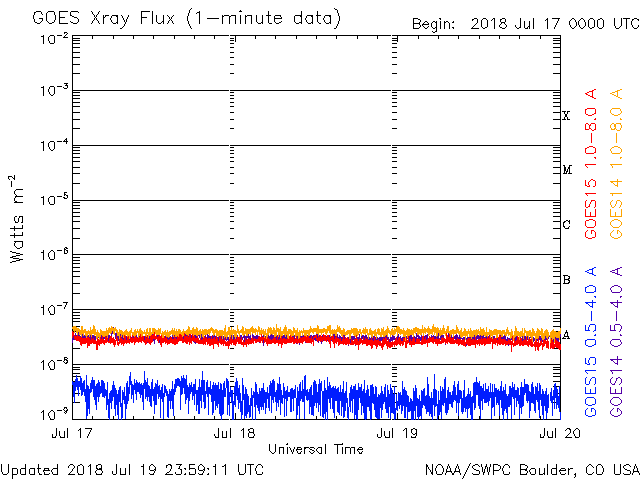 GOES Xray Flux (1-minute data)
Begin: 2018 Jul 17 0000 UTC
10⁻²
10⁻³
10⁻⁴
10⁻⁵
10⁻⁶
10⁻⁷
10⁻⁸
10⁻⁹
Watts m⁻²
X
M
C
B
A
GOES15 1.0-8.0 A
GOES14 1.0-8.0 A
GOES15 0.5-4.0 A
GOES14 0.5-4.0 A
Jul 17
Jul 18
Jul 19
Jul 20
Universal Time
Updated 2018 Jul 19 23:59:11 UTC
NOAA/SWPC Boulder, CO USA